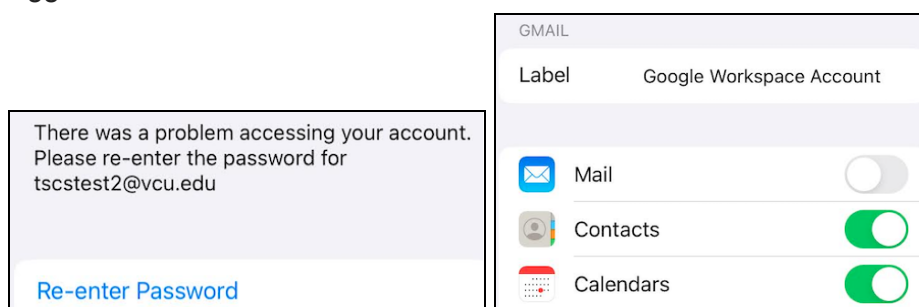 There was a problem accessing your account.
Please re-enter the password for
tscstest2@vcu.edu
Re-enter Password
GMAIL
Label Google Workspace Account
Mail
Contacts
Calendars